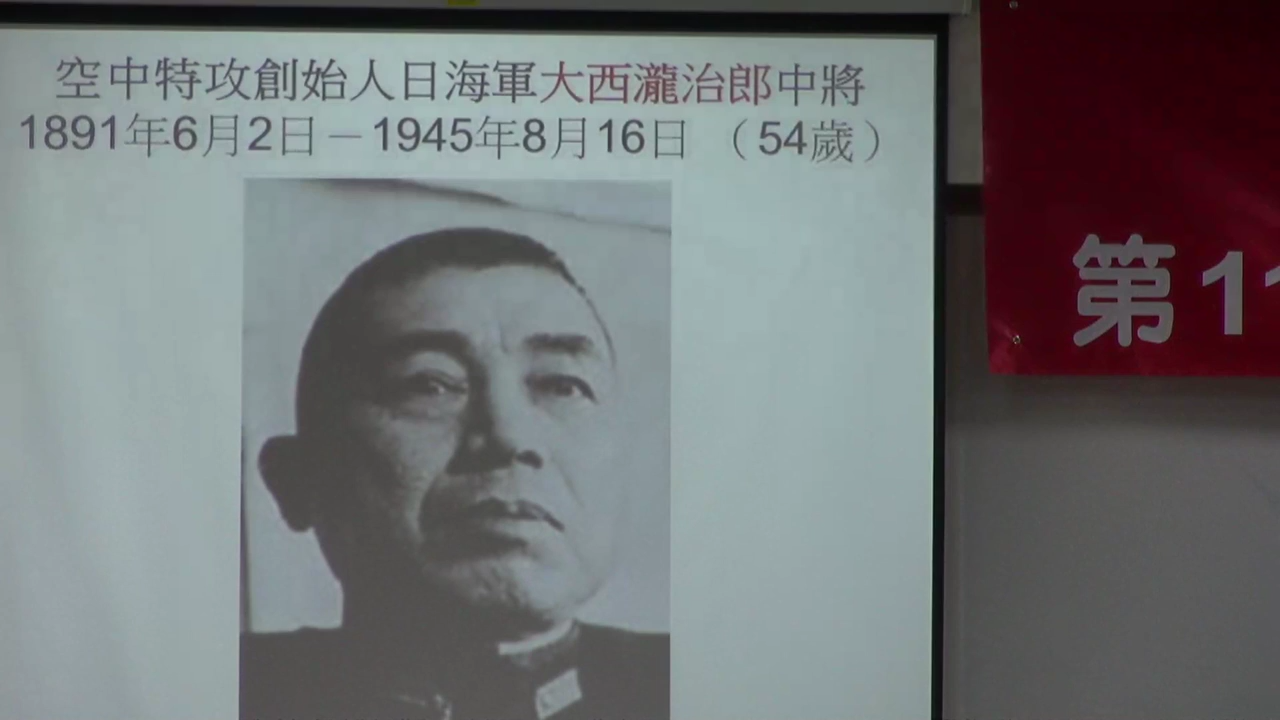 空中特攻創始人日海軍大西瀧治郎中將
1891年6月2日－1945年8月16日 （54歲）
第11